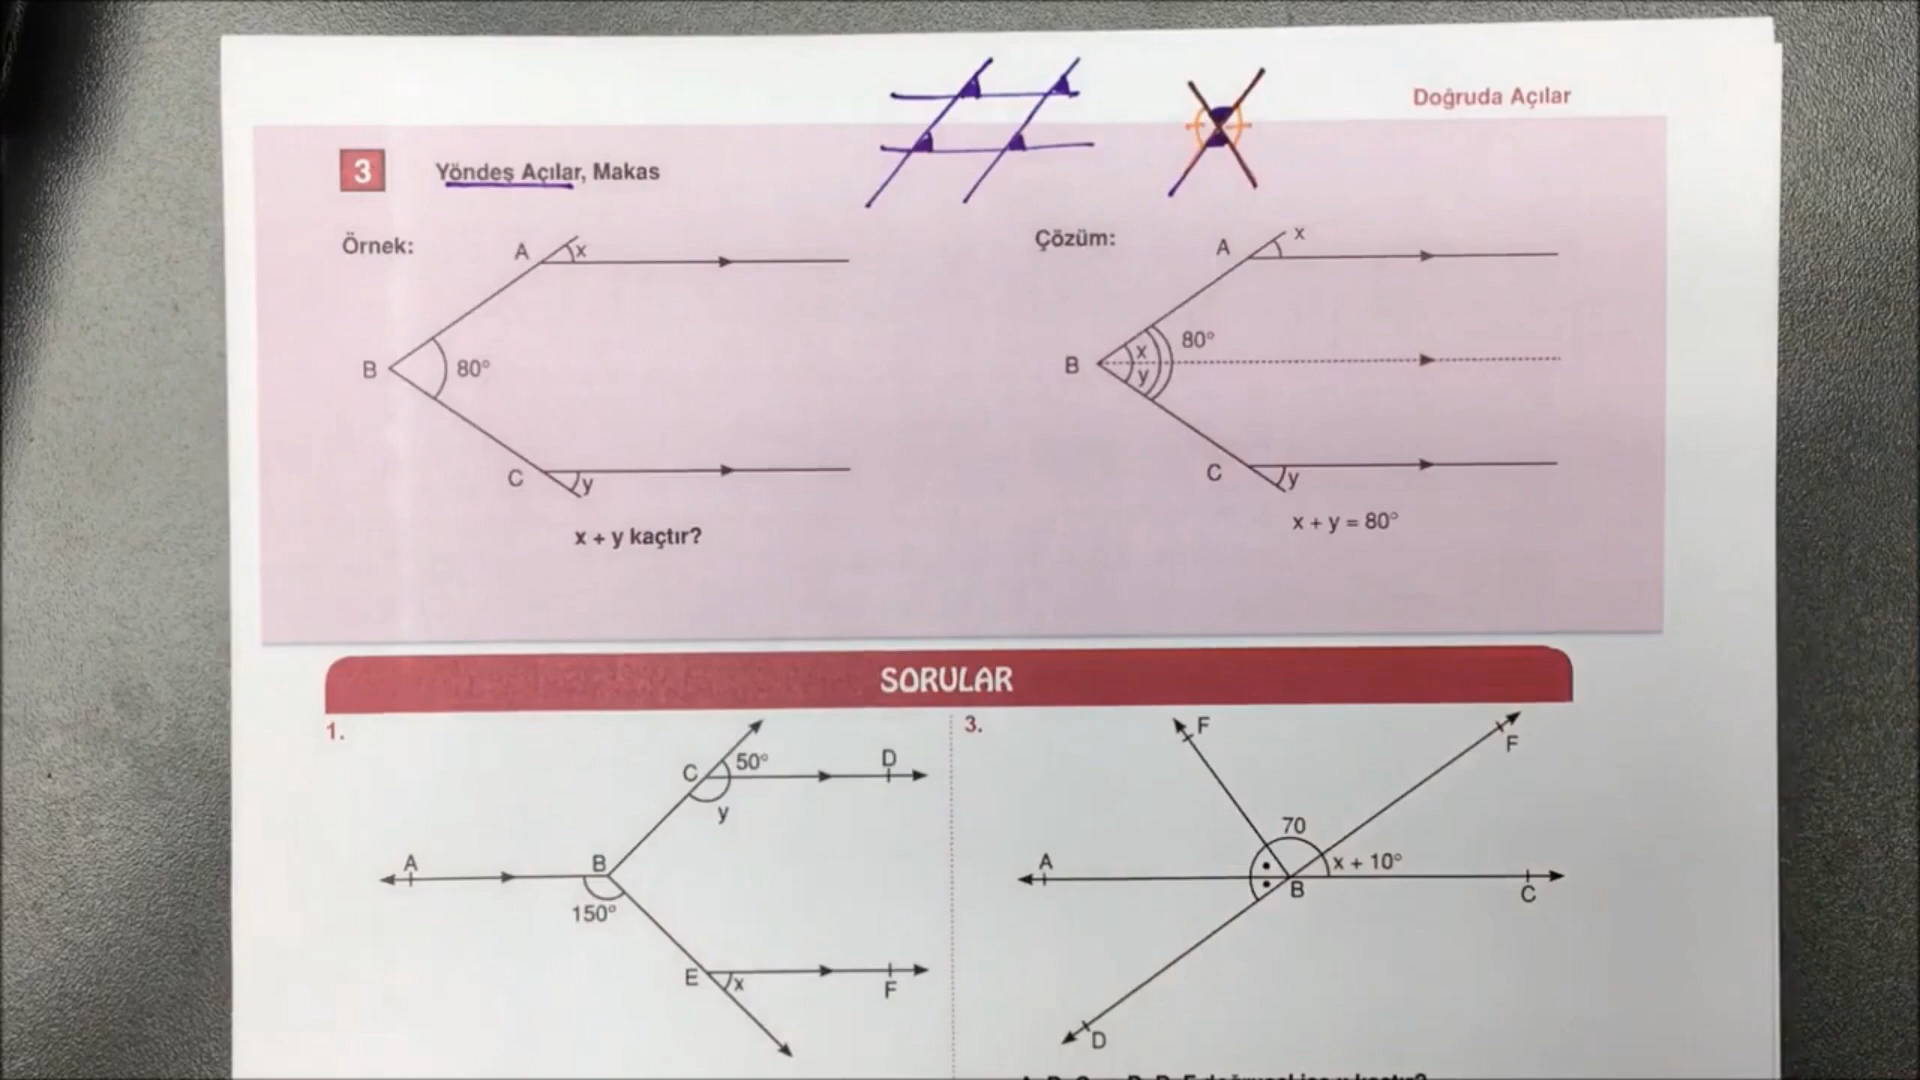 Doğruda Açılar
3
Yöndeş Açılar, Makas
Örnek:
A
x
B
80°
C
y
x + y kaçtır?
Çözüm:
A
x
B
x
y
80°
C
y
x + y = 80°
SORULAR
1.
C
50°
D
y
A
B
150°
E
x
F
3.
F
F
70
A
x + 10°
B
C
D